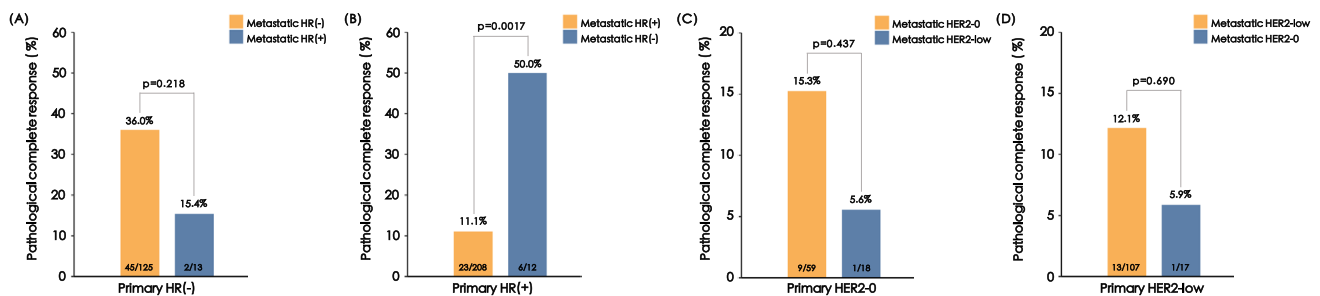 (A)
Metastatic HR(-)
Metastatic HR(+)
Pathological complete response (%)
60
50
40
30
20
10
0
p=0.218
36.0%
15.4%
45/125
2/13
Primary HR(-)
(B)
Metastatic HR(+)
Metastatic HR(-)
Pathological complete response (%)
60
50
40
30
20
10
0
p=0.0017
50.0%
11.1%
23/208
6/12
Primary HR(+)
(C)
Metastatic HER2-0
Metastatic HER2-low
Pathological complete response (%)
20
15
10
5
0
p=0.437
15.3%
5.6%
9/59
1/18
Primary HER2-0
(D)
Metastatic HER2-low
Metastatic HER2-0
Pathological complete response (%)
20
15
10
5
0
p=0.690
12.1%
5.9%
13/107
1/17
Primary HER2-low